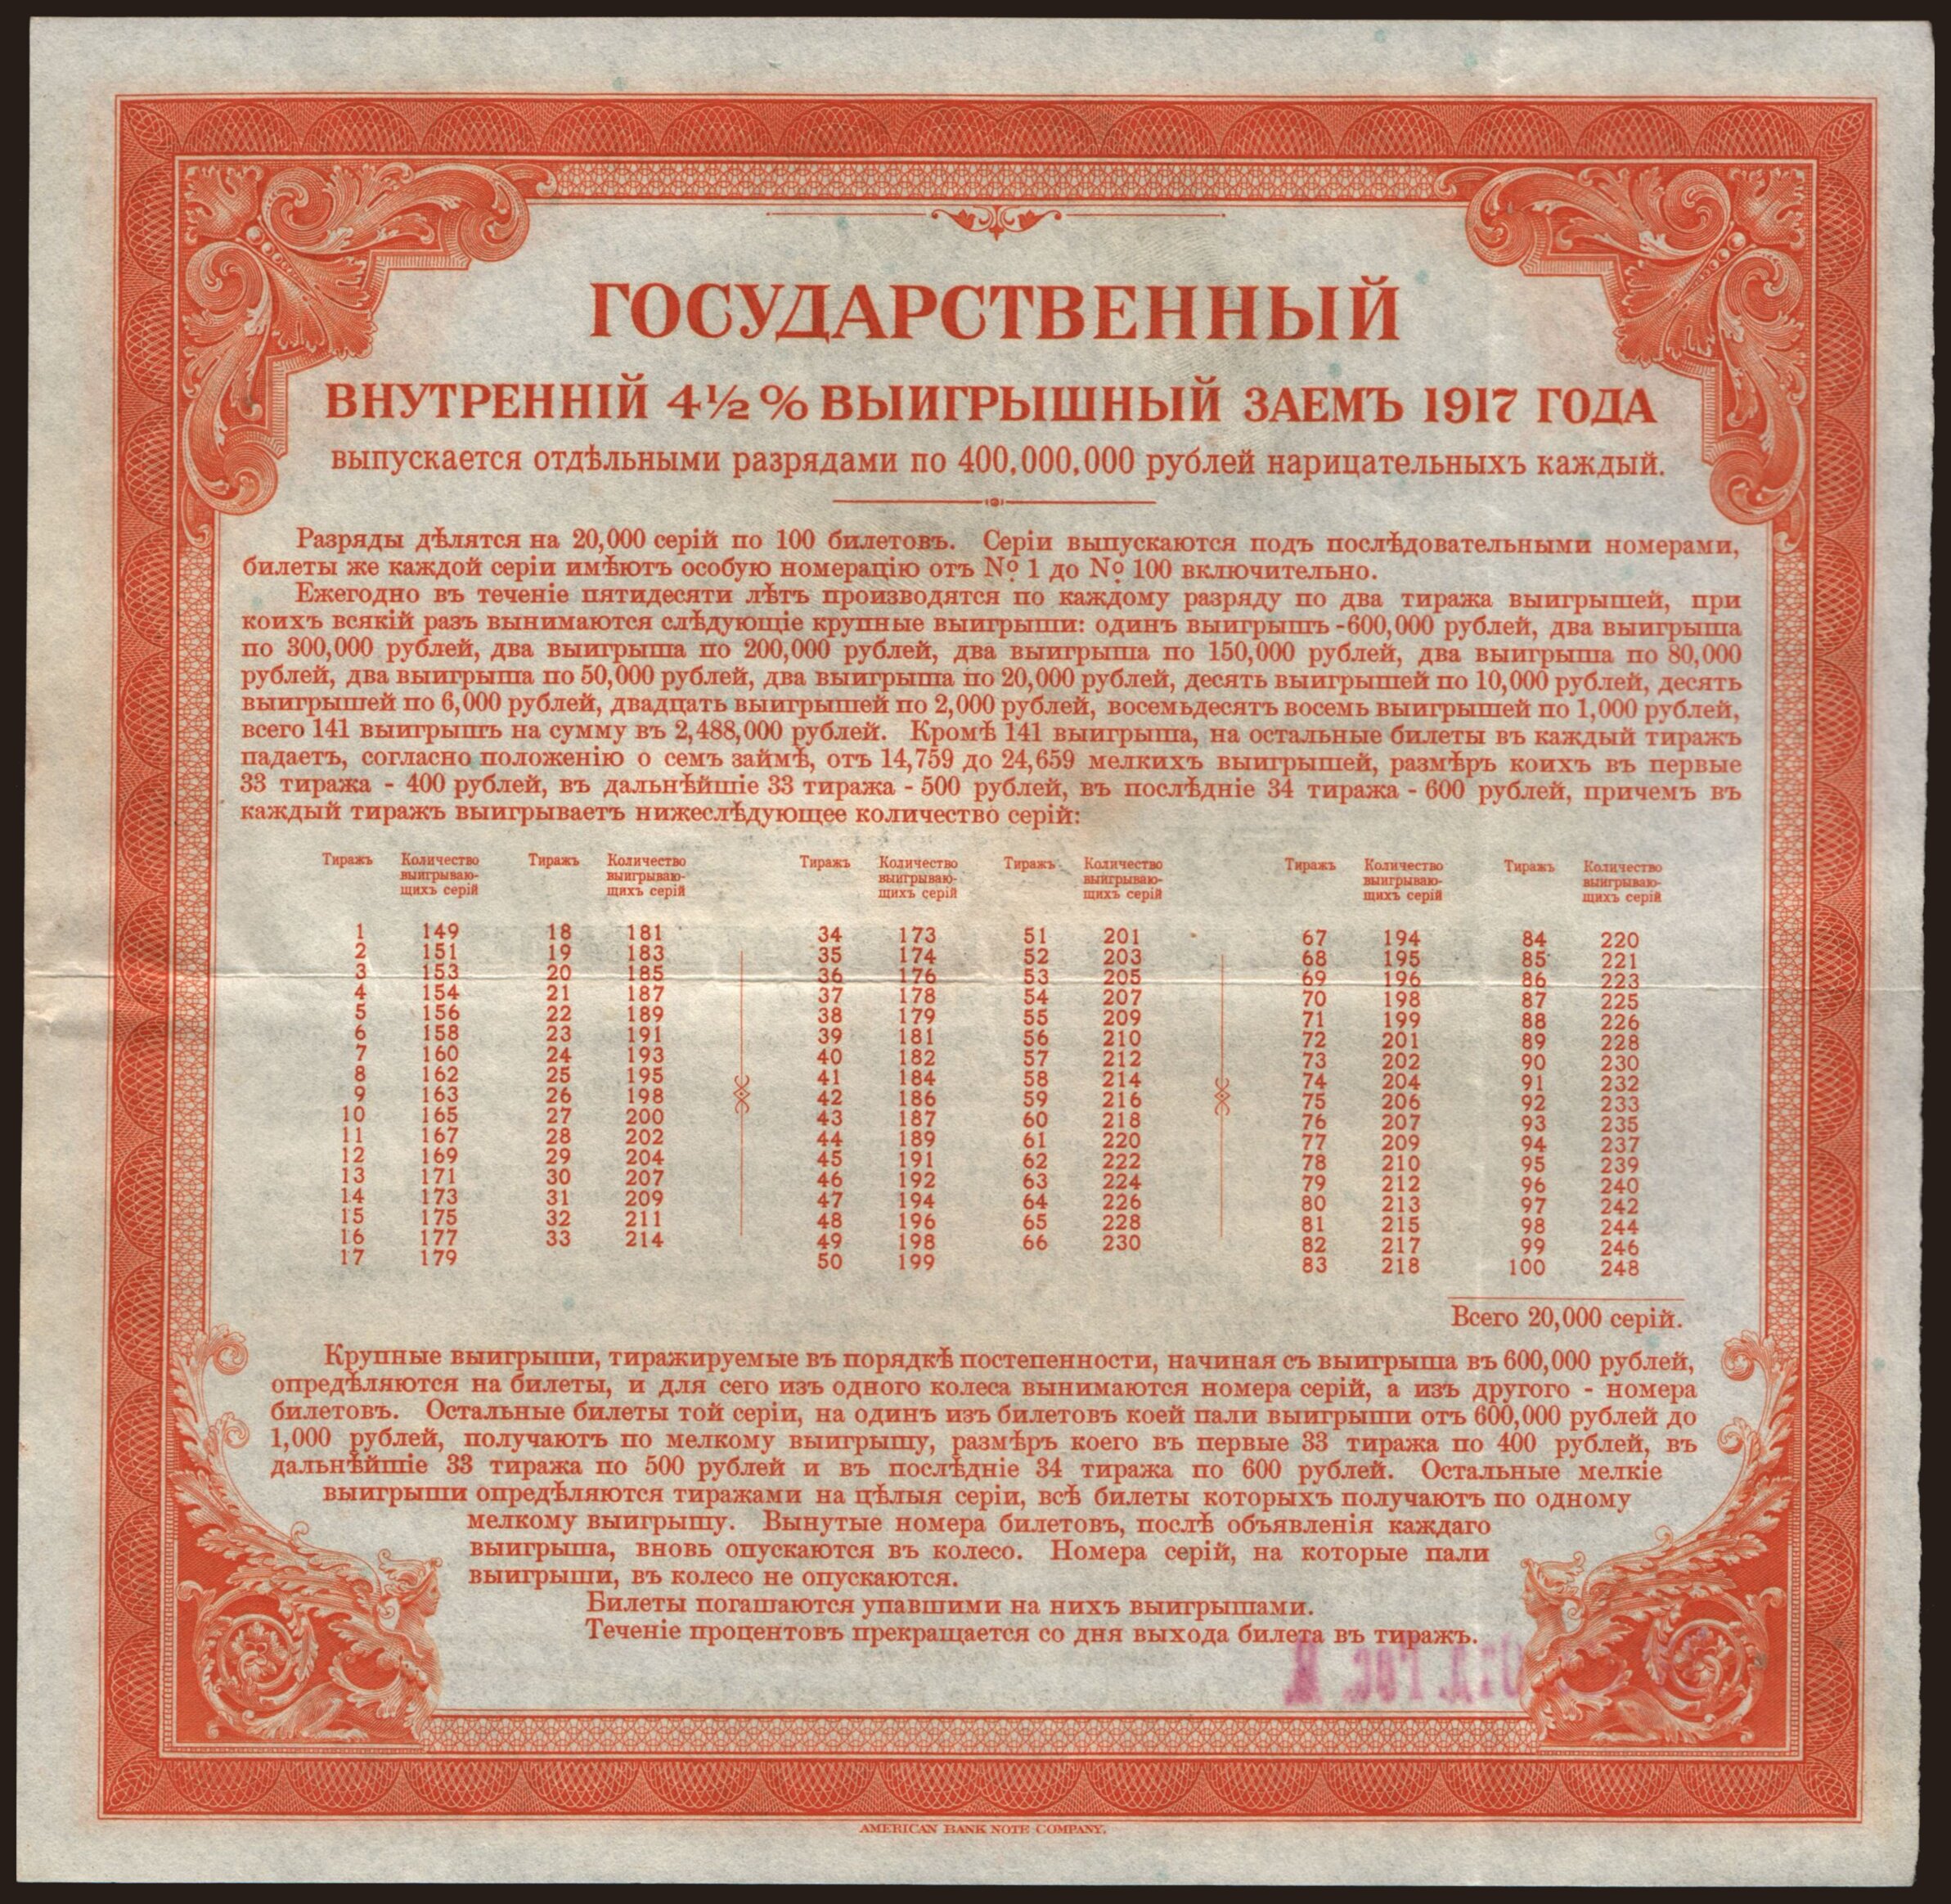 ГОСУДАРСТВЕННЫЙ
ВНУТРЕННІЙ 4½% ВЫИГРЫШНЫЙ ЗАЕМЪ 1917 ГОДА
выпускается отдѣльными разрядами по 400,000,000 рублей нарицательныхъ каждый.
Разряды дѣлятся на 20,000 серій по 100 билетовъ. Серіи выпускаются подъ послѣдовательными номерами,
билеты же каждой серіи имѣютъ особую номерацію отъ № 1 до № 100 включительно.
Ежегодно въ теченіе пятидесяти лѣтъ производятся по каждому разряду по два тиража выигрышей, при
коихъ всякій разъ вынимаются слѣдующіе крупные выигрыши: одинъ выигрышъ -600,000 рублей, два выигрыша
по 300,000 рублей, два выигрыша по 200,000 рублей, два выигрыша по 150,000 рублей, два выигрыша по 80,000
рублей, два выигрыша по 50,000 рублей, два выигрыша по 20,000 рублей, десять выигрышей по 10,000 рублей, десять
выигрышей по 6,000 рублей, двадцать выигрышей по 2,000 рублей, восемьдесятъ восемь выигрышей по 1,000 рублей,
всего 141 выигрышъ на сумму въ 2,488,000 рублей. Кромѣ 141 выигрыша, на остальные билеты въ каждый тиражъ
падаетъ, согласно положенію о семъ займѣ, отъ 14,759 до 24,659 мелкихъ выигрышей, размѣръ коихъ въ первые
33 тиража - 400 рублей, въ дальнѣйшіе 33 тиража - 500 рублей, въ послѣдніе 34 тиража - 600 рублей, причемъ въ
каждый тиражъ выигрываетъ нижеслѣдующее количество серій:
Тиражъ Количество Тиражъ Количество Тиражъ Количество Тиражъ Количество Тиражъ Количество Тиражъ Количество
выигрываю- выигрываю- выигрываю- выигрываю- выигрываю- выигрываю-
щихъ серій щихъ серій щихъ серій щихъ серій щихъ серій щихъ серій
1 149 18 181 34 173 51 201 67 194 84 220
2 151 19 183 35 174 52 203 68 195 85 221
3 153 20 185 36 176 53 205 69 196 86 223
4 154 21 187 37 178 54 207 70 198 87 225
5 156 22 189 38 179 55 209 71 199 88 226
6 158 23 191 39 181 56 210 72 201 89 228
7 160 24 193 40 182 57 212 73 202 90 230
8 162 25 195 41 184 58 214 74 204 91 232
9 163 26 198 42 186 59 216 75 206 92 233
10 165 27 200 43 187 60 218 76 207 93 235
11 167 28 202 44 189 61 220 77 209 94 237
12 169 29 204 45 191 62 222 78 210 95 239
13 171 30 207 46 192 63 224 79 212 96 240
14 173 31 209 47 194 64 226 80 213 97 242
15 175 32 211 48 196 65 228 81 215 98 244
16 177 33 214 49 198 66 230 82 217 99 246
17 179 50 199 83 218 100 248
Всего 20,000 серій.
Крупные выигрыши, тиражируемые въ порядкѣ постепенности, начиная съ выигрыша въ 600,000 рублей,
опредѣляются на билеты, и для сего изъ одного колеса вынимаются номера серій, а изъ другого - номера
билетовъ. Остальные билеты той серіи, на одинъ изъ билетовъ коей пали выигрыши отъ 600,000 рублей до
1,000 рублей, получаютъ по мелкому выигрышу, размѣръ коего въ первые 33 тиража по 400 рублей, въ
дальнѣйшіе 33 тиража по 500 рублей и въ послѣдніе 34 тиража по 600 рублей. Остальные мелкіе
выигрыши опредѣляются тиражами на цѣлыя серіи, всѣ билеты которыхъ получаютъ по одному
мелкому выигрышу. Вынутые номера билетовъ, послѣ объявленія каждаго
выигрыша, вновь опускаются въ колесо. Номера серій, на которые пали
выигрыши, въ колесо не опускаются.
Билеты погашаются упавшими на нихъ выигрышами.
Теченіе процентовъ прекращается со дня выхода билета въ тиражъ.
AMERICAN BANK NOTE COMPANY.